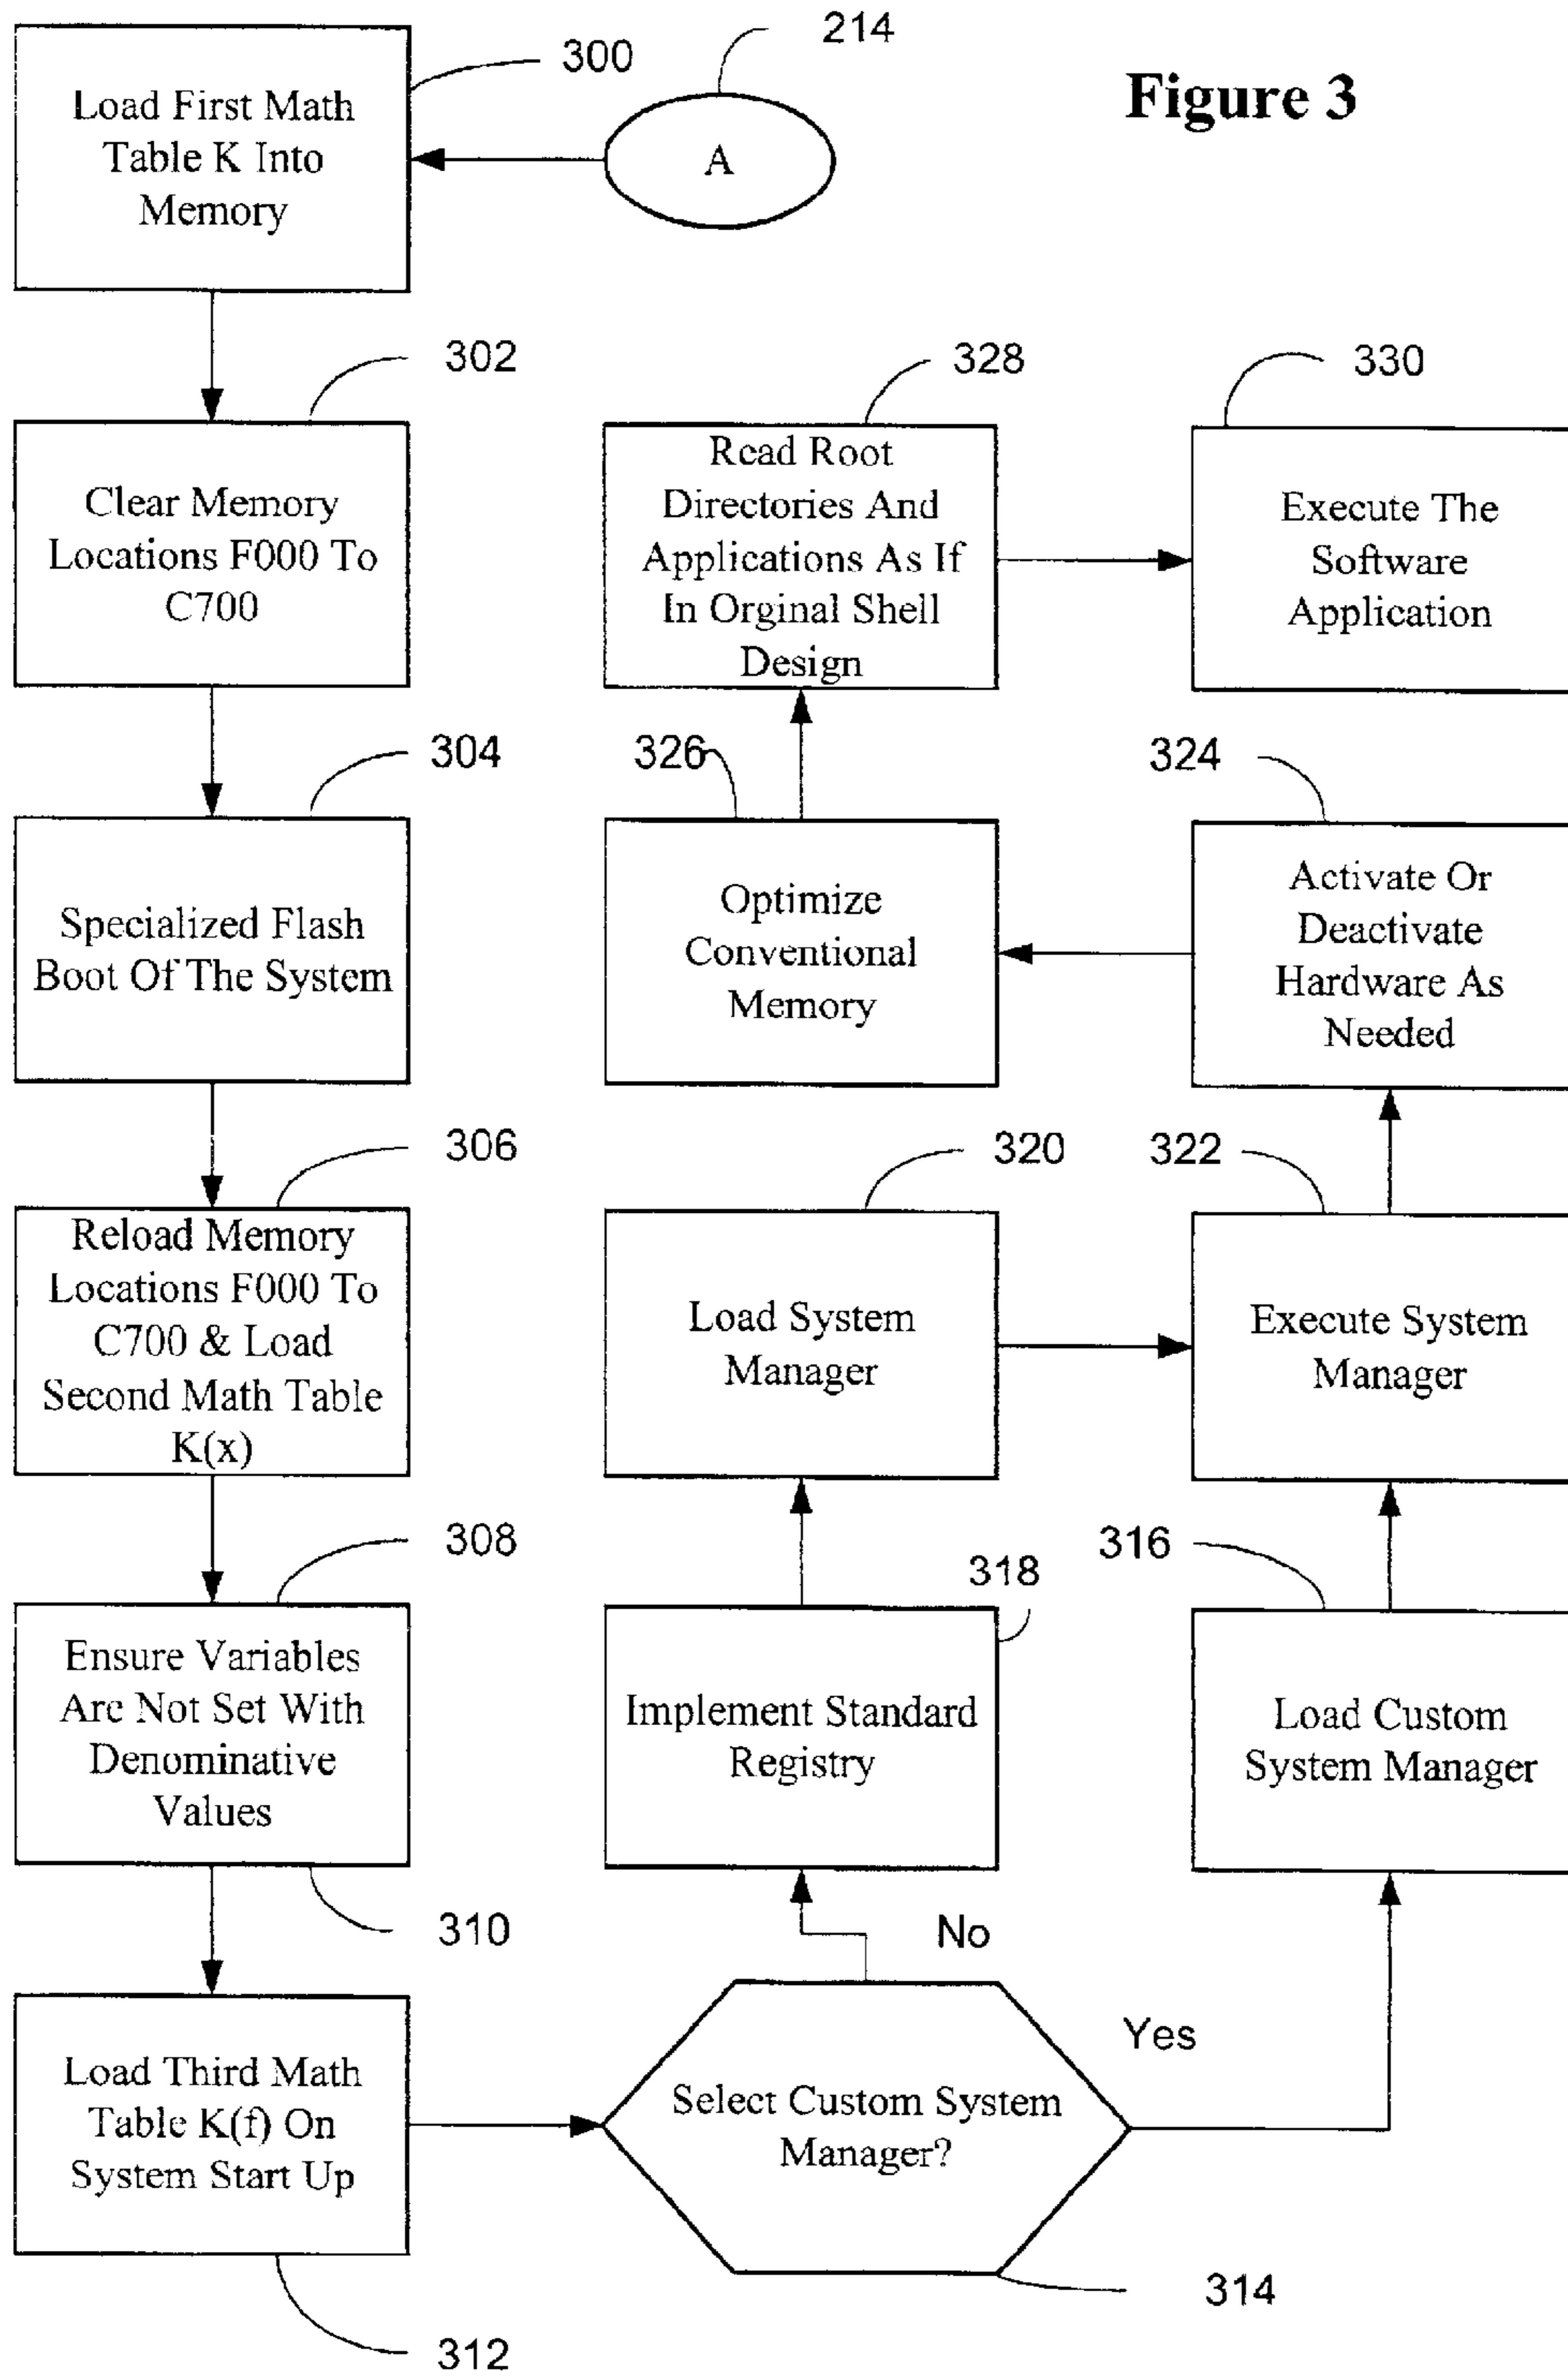 214
300
Figure 3
Load First Math
Table K Into
Memory
A
302
328
330
Clear Memory
Locations F000 To
C700
Read Root
Directories And
Applications As If
In Orginal Shell
Design
Execute The
Software
Application
304
326
324
Specialized Flash
Boot Of The System
Optimize
Conventional
Memory
Activate Or
Deactivate
Hardware As
Needed
306
320
322
Reload Memory
Locations F000 To
C700 & Load
Second Math Table
K(x)
Load System
Manager
Execute System
Manager
308
318
316
Ensure Variables
Are Not Set With
Denominative
Values
Implement Standard
Registry
Load Custom
System Manager
310
No
Yes
Load Third Math
Table K(f) On
System Start Up
Select Custom System
Manager?
314
312